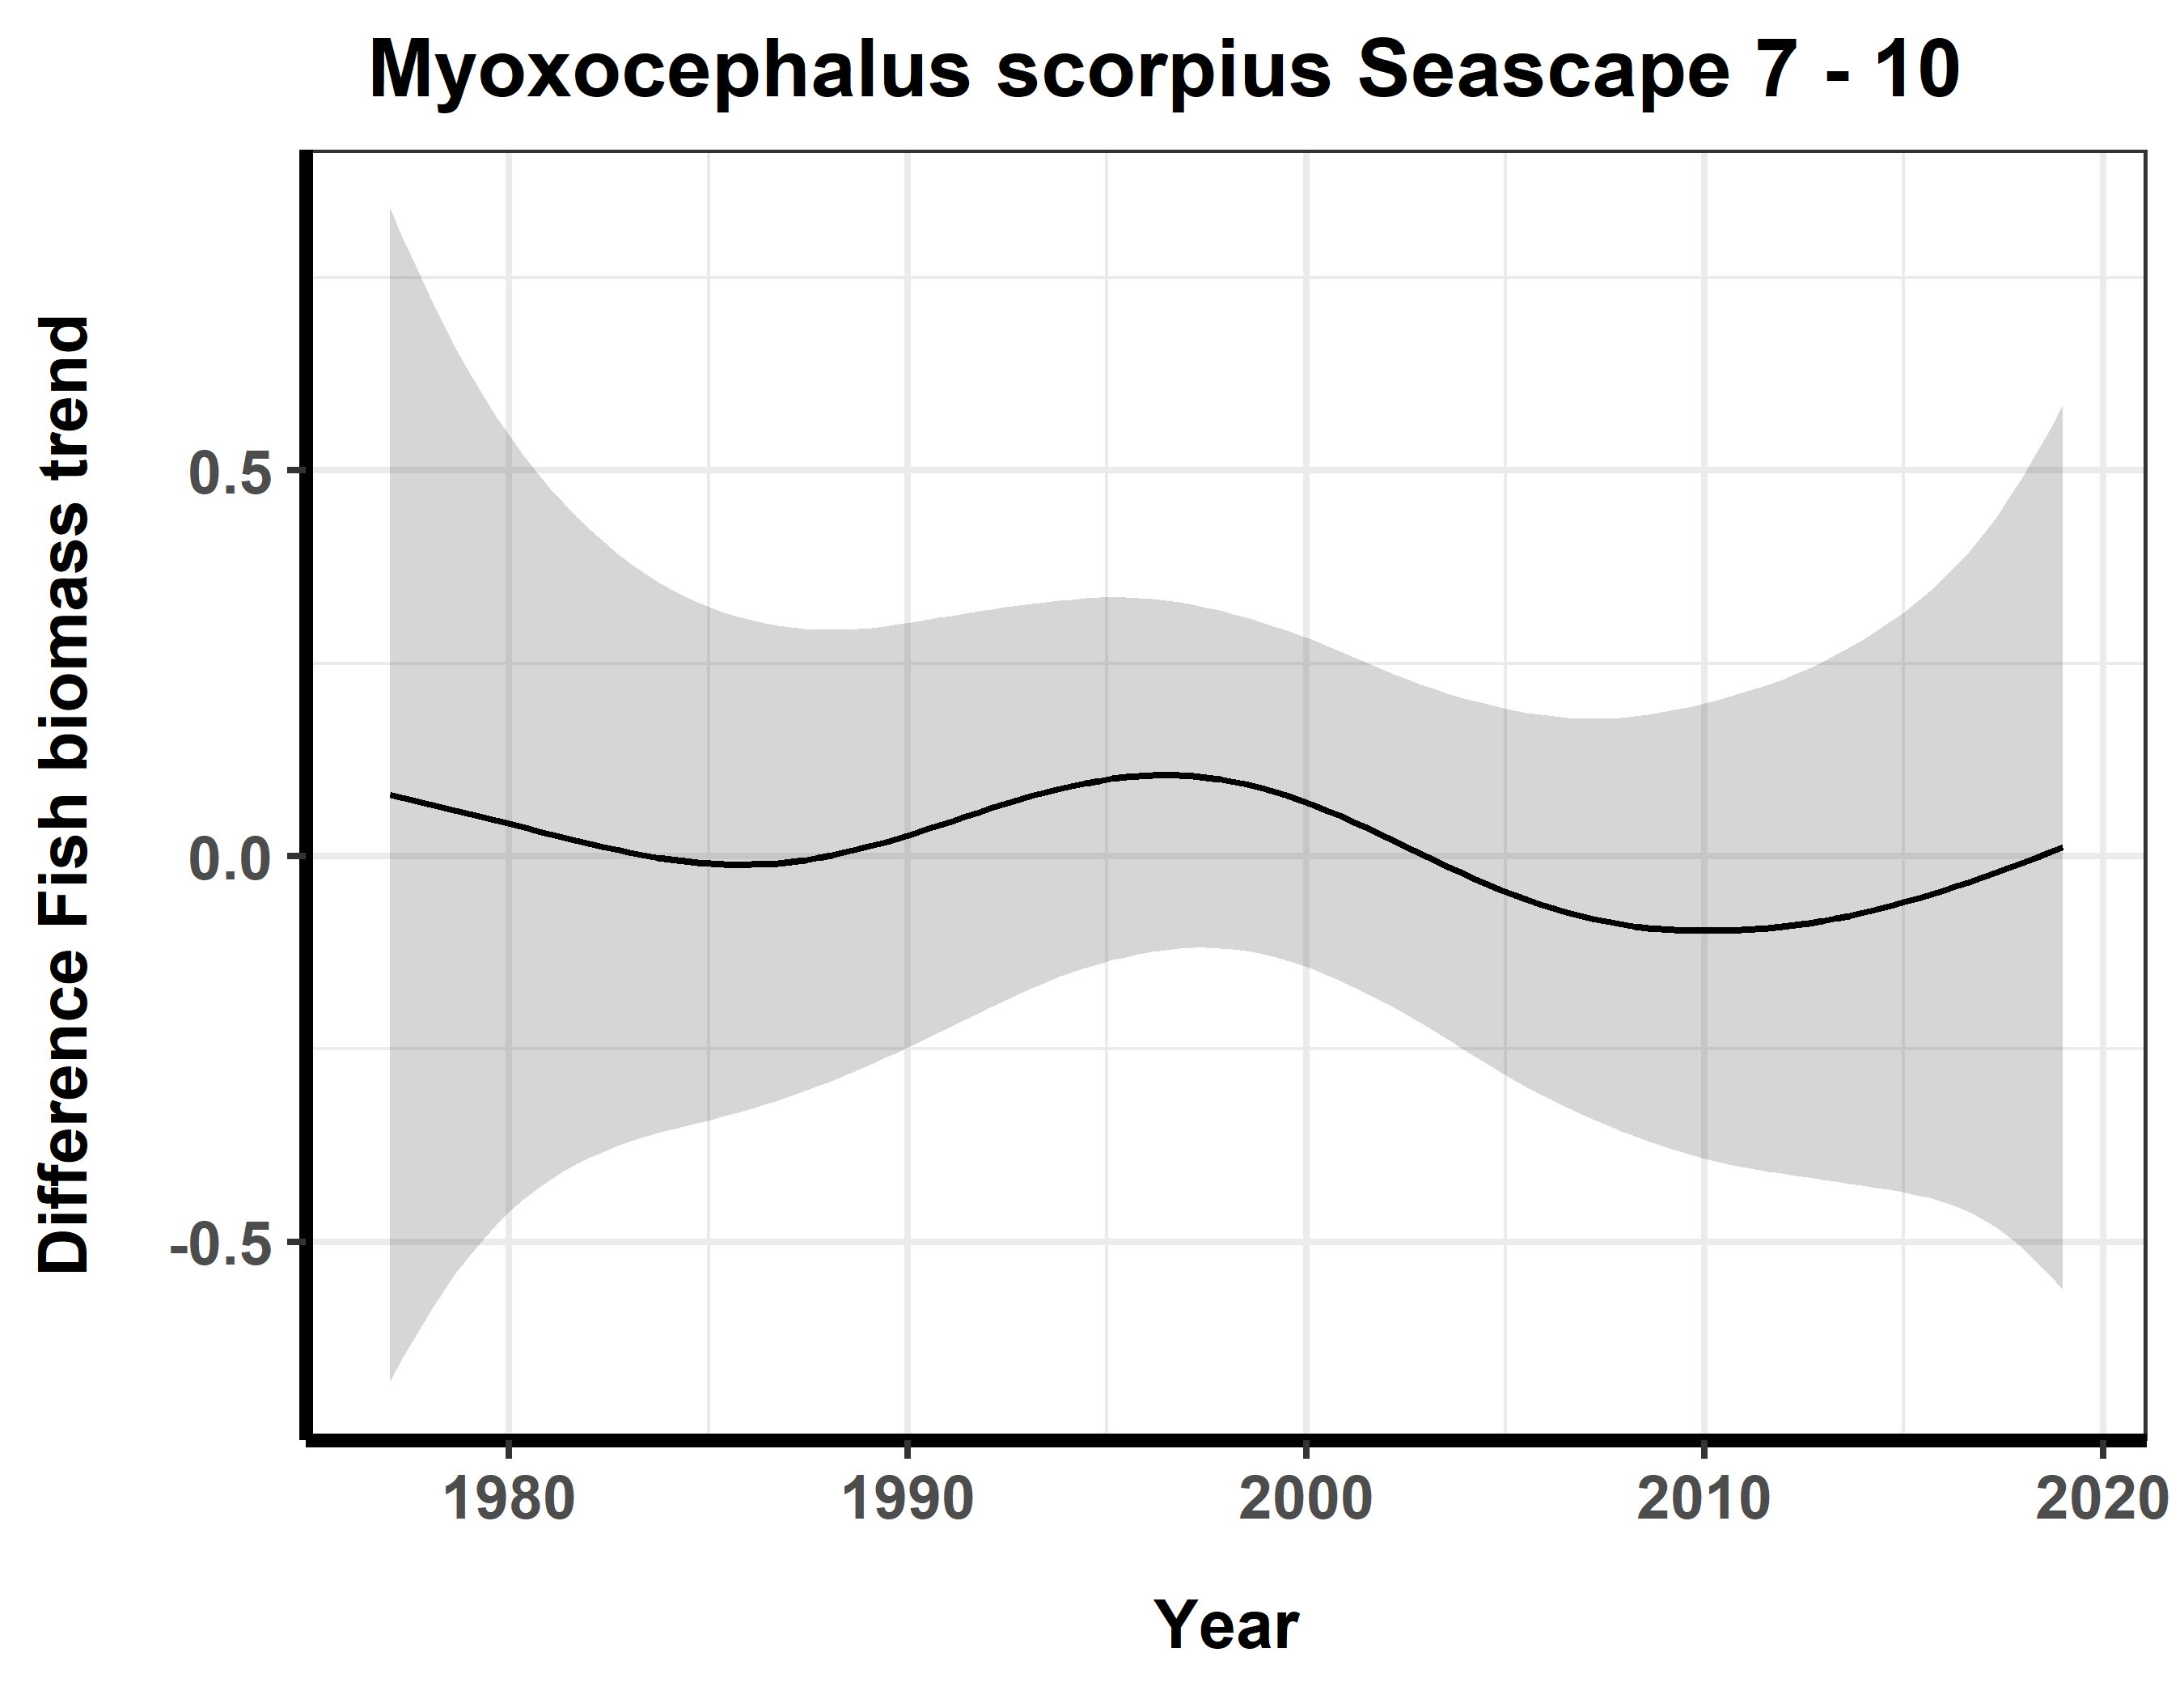 Myoxocephalus scorpius Seascape 7 - 10
Difference Fish biomass trend
0.5
0.0
-0.5
1980 1990 2000 2010 2020
Year